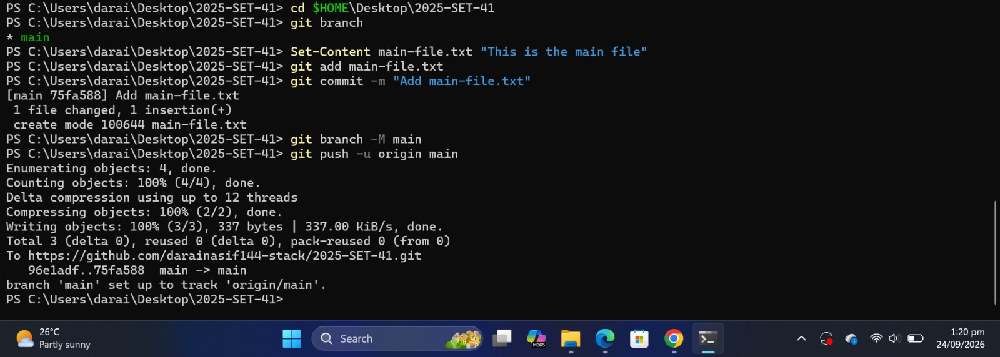 PS C:\Users\darai\Desktop\2025-SET-41> cd $HOME\Desktop\2025-SET-41
PS C:\Users\darai\Desktop\2025-SET-41> git branch
* main
PS C:\Users\darai\Desktop\2025-SET-41> Set-Content main-file.txt "This is the main file"
PS C:\Users\darai\Desktop\2025-SET-41> git add main-file.txt
PS C:\Users\darai\Desktop\2025-SET-41> git commit -m "Add main-file.txt"
[main 75fa588] Add main-file.txt
 1 file changed, 1 insertion(+)
 create mode 100644 main-file.txt
PS C:\Users\darai\Desktop\2025-SET-41> git branch -M main
PS C:\Users\darai\Desktop\2025-SET-41> git push -u origin main
Enumerating objects: 4, done.
Counting objects: 100% (4/4), done.
Delta compression using up to 12 threads
Compressing objects: 100% (2/2), done.
Writing objects: 100% (3/3), 337 bytes | 337.00 KiB/s, done.
Total 3 (delta 0), reused 0 (delta 0), pack-reused 0 (from 0)
To https://github.com/darainasif144-stack/2025-SET-41.git
   96e1adf..75fa588  main -> main
branch 'main' set up to track 'origin/main'.
PS C:\Users\darai\Desktop\2025-SET-41>
26°C
Partly sunny
Search
M365
1:20 pm
24/09/2026